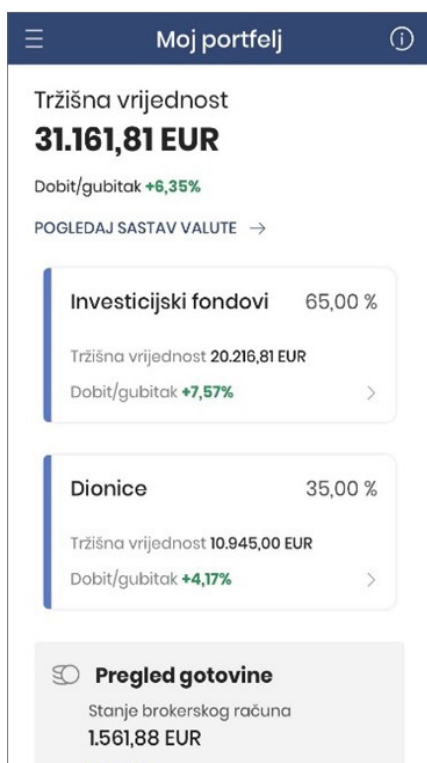 Moj portfelj
Tržišna vrijednost
31.161,81 EUR
Dobit/gubitak +6,35%
POGLEDAJ SASTAV VALUTE →
Investicijski fondovi 65,00 %
Tržišna vrijednost 20.216,81 EUR
Dobit/gubitak +7,57%
Dionice 35,00 %
Tržišna vrijednost 10.945,00 EUR
Dobit/gubitak +4,17%
Pregled gotovine
Stanje brokerskog računa
1.561,88 EUR